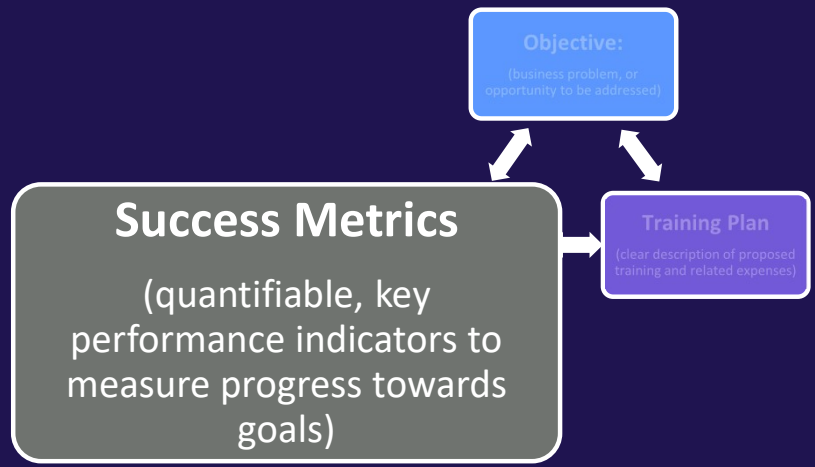 Objective:
(business problem, or
opportunity to be addressed)
Success Metrics
(quantifiable, key
performance indicators to
measure progress towards
goals)
Training Plan
(clear description of proposed
training and related expenses)